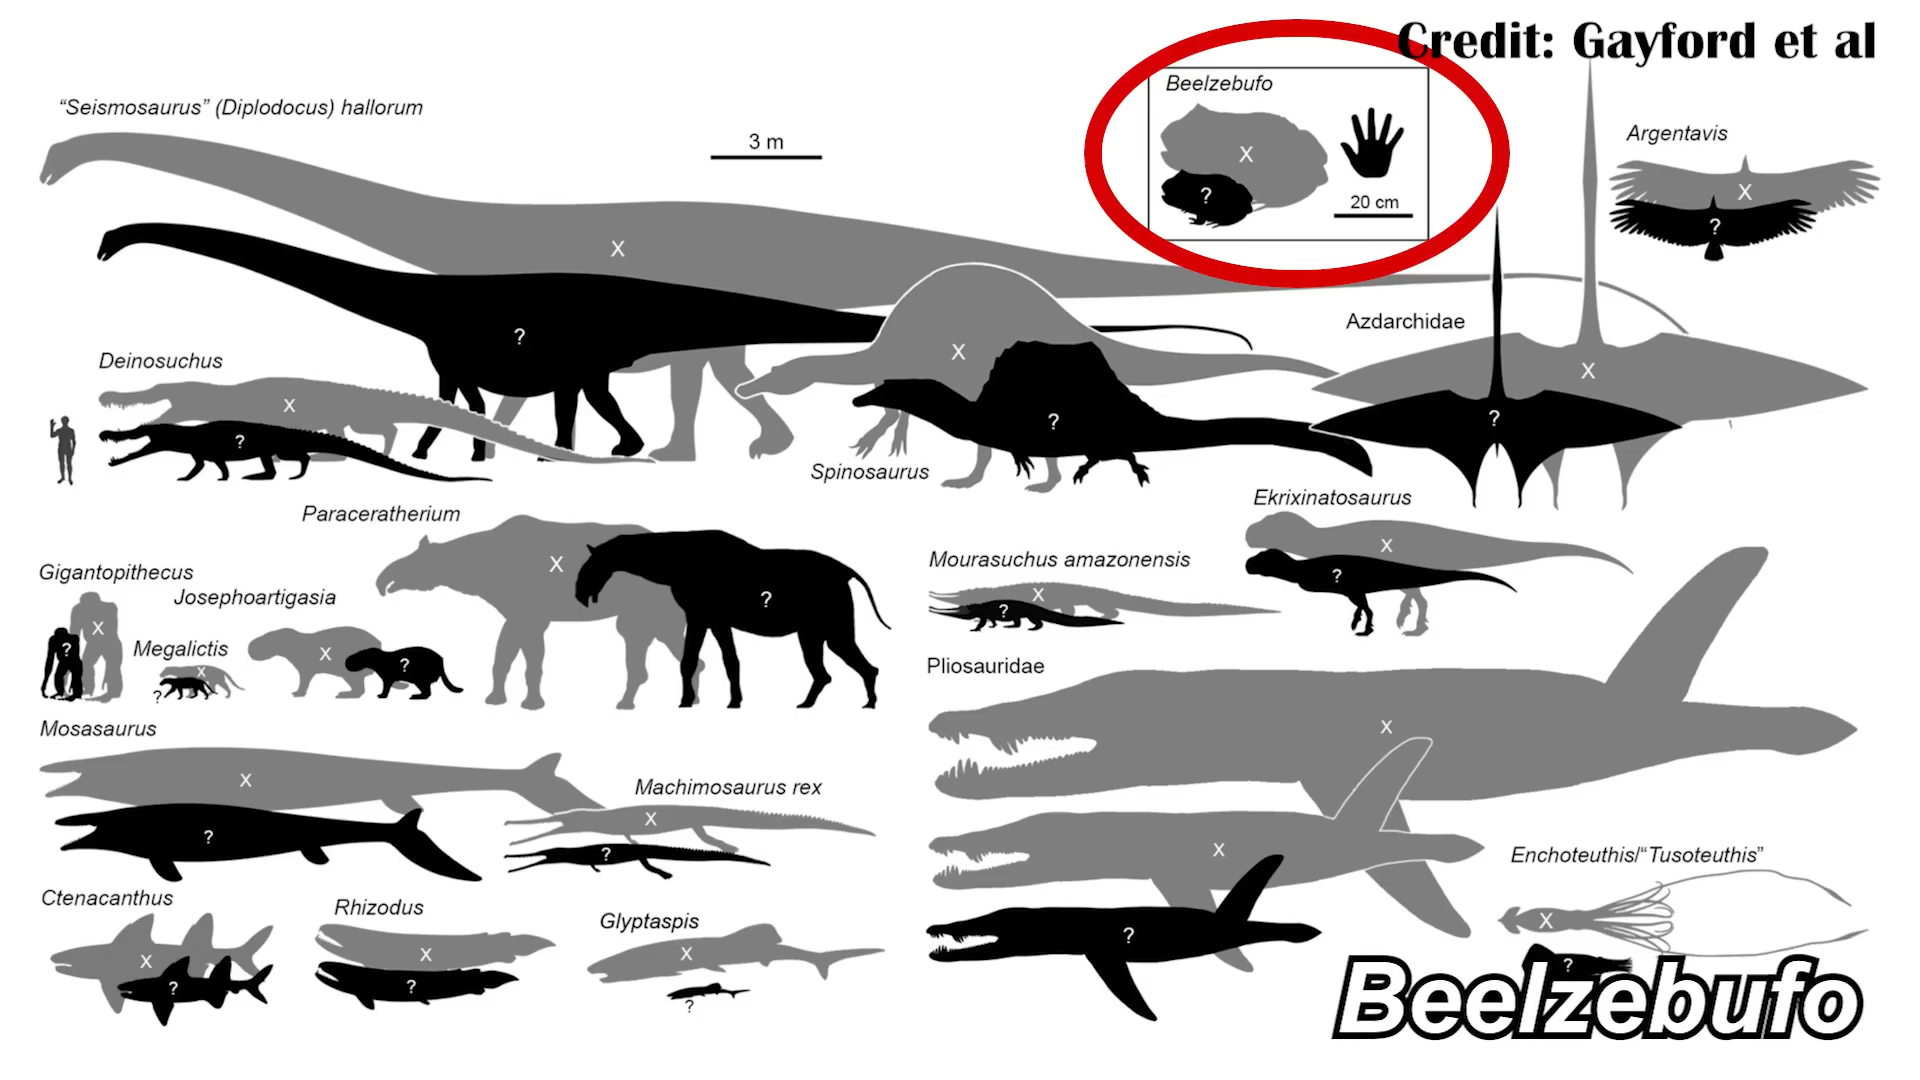 Credit: Gayford et al
Beelzebufo
X
?
20 cm
"Seismosaurus" (Diplodocus) hallorum
3 m
X
?
Argentavis
X
?
Azdarchidae
X
?
Deinosuchus
X
?
Spinosaurus
X
?
Paraceratherium
X
?
Ekrixinatosaurus
X
?
Mourasuchus amazonensis
X
?
Gigantopithecus
X
?
Josephoartigasia
X
?
Megalictis
X
?
Pliosauridae
X
X
?
Mosasaurus
X
?
Machimosaurus rex
X
?
Enchoteuthis/"Tusoteuthis"
X
?
Ctenacanthus
X
?
Rhizodus
X
?
Glyptaspis
X
?
Beelzebufo